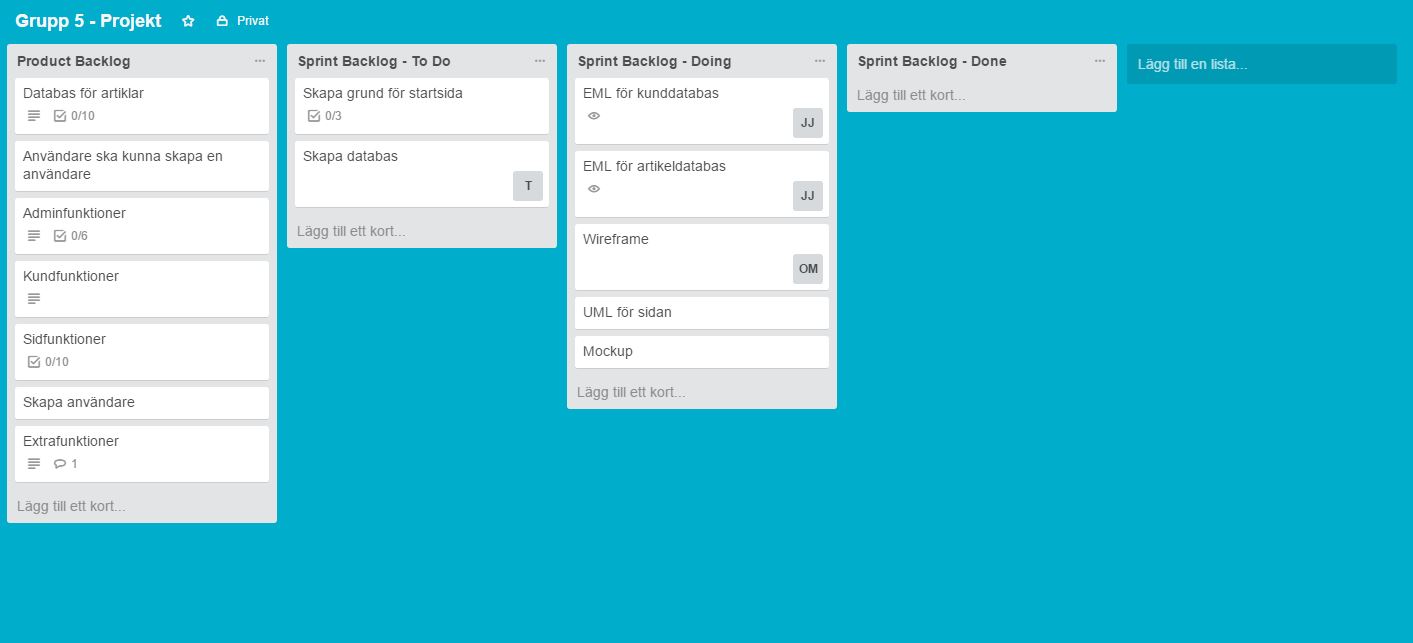 Grupp 5 - Projekt
Privat
Product Backlog
Databas för artiklar
0/10
Användare ska kunna skapa en
användare
Adminfunktioner
0/6
Kundfunktioner
Sidfunktioner
0/10
Skapa användare
Extrafunktioner
1
Lägg till ett kort...
Sprint Backlog - To Do
Skapa grund för startsida
0/3
Skapa databas
T
Lägg till ett kort...
Sprint Backlog - Doing
EML för kunddatabas
JJ
EML för artikeldatabas
JJ
Wireframe
OM
UML för sidan
Mockup
Lägg till ett kort...
Sprint Backlog - Done
Lägg till ett kort...
Lägg till en lista...